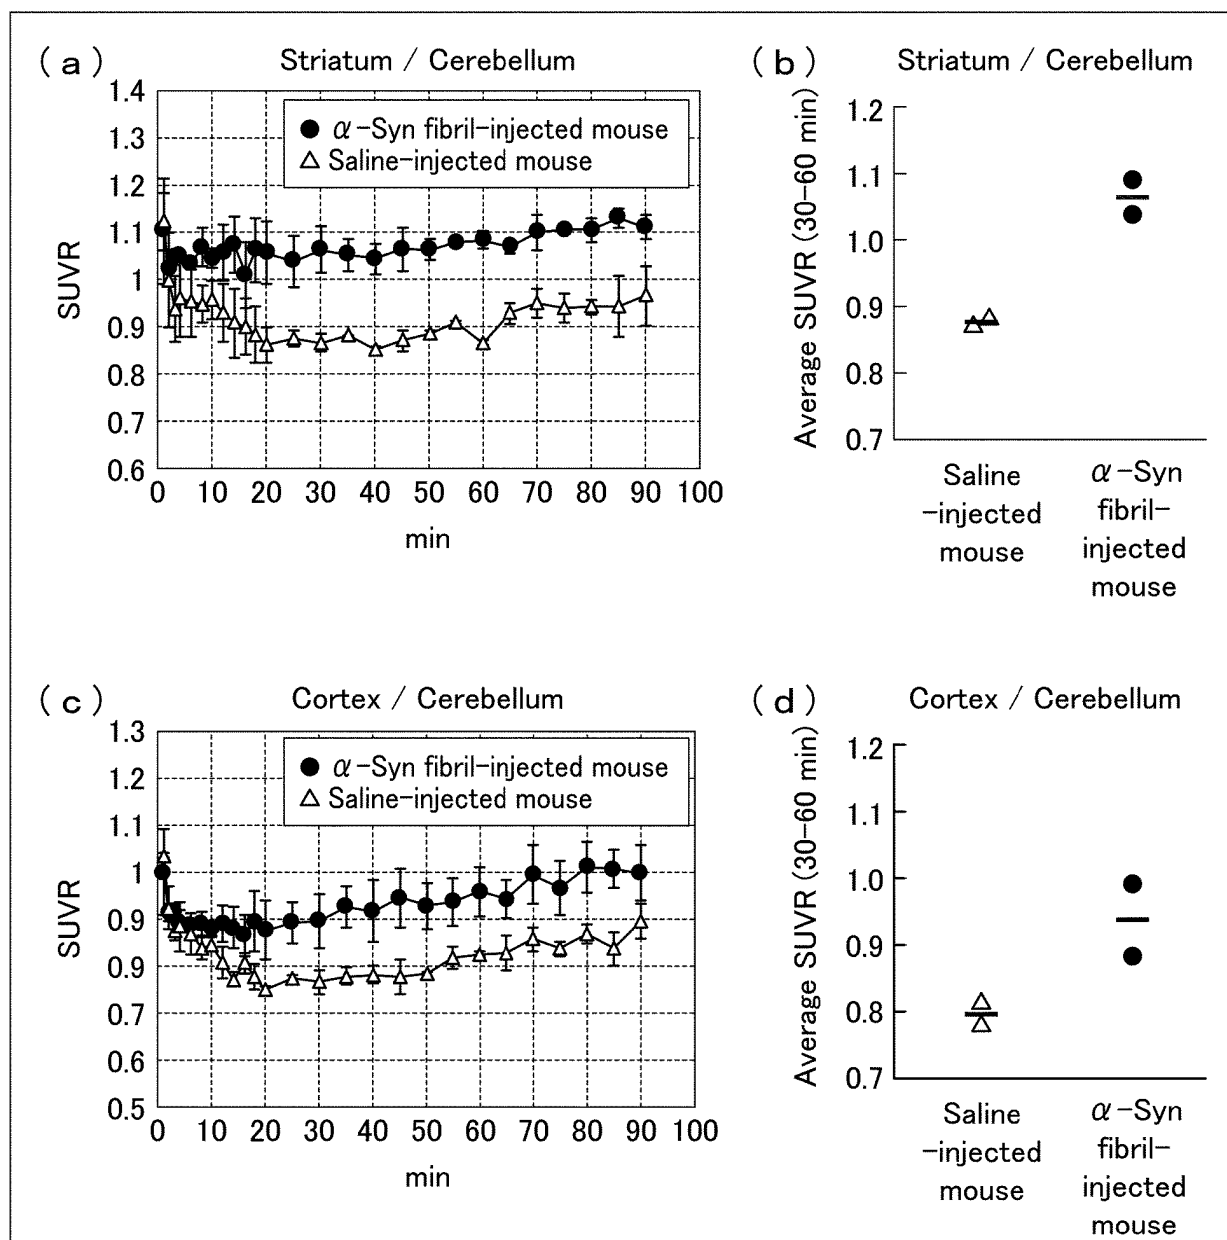 (a)
Striatum / Cerebellum
1.4
1.3
1.2
1.1
1
0.9
0.8
0.7
0.6
SUVR
α-Syn fibril-injected mouse
Saline-injected mouse
0 10 20 30 40 50 60 70 80 90 100
min
(b)
Striatum / Cerebellum
Average SUVR (30-60 min)
1.2
1.1
1.0
0.9
0.8
0.7
Saline
-injected
mouse
α-Syn
fibril-
injected
mouse
(c)
Cortex / Cerebellum
1.3
1.2
1.1
1
0.9
0.9
0.7
0.6
0.5
SUVR
α-Syn fibril-injected mouse
Saline-injected mouse
0 10 20 30 40 50 60 70 80 90 100
min
(d)
Cortex / Cerebellum
Average SUVR (30-60 min)
1.2
1.1
1.0
0.9
0.8
0.7
Saline
-injected
mouse
α-Syn
fibril-
injected
mouse